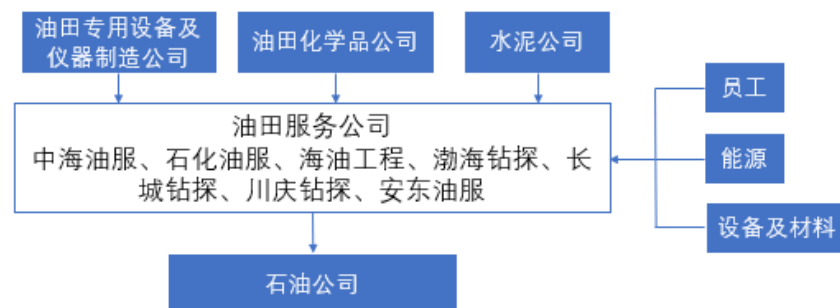 油田专用设备及
仪器制造公司
油田化学品公司
水泥公司
员工
油田服务公司
中海油服、石化油服、海油工程、渤海钻探、长
城钻探、川庆钻探、安东油服
能源
设备及材料
石油公司